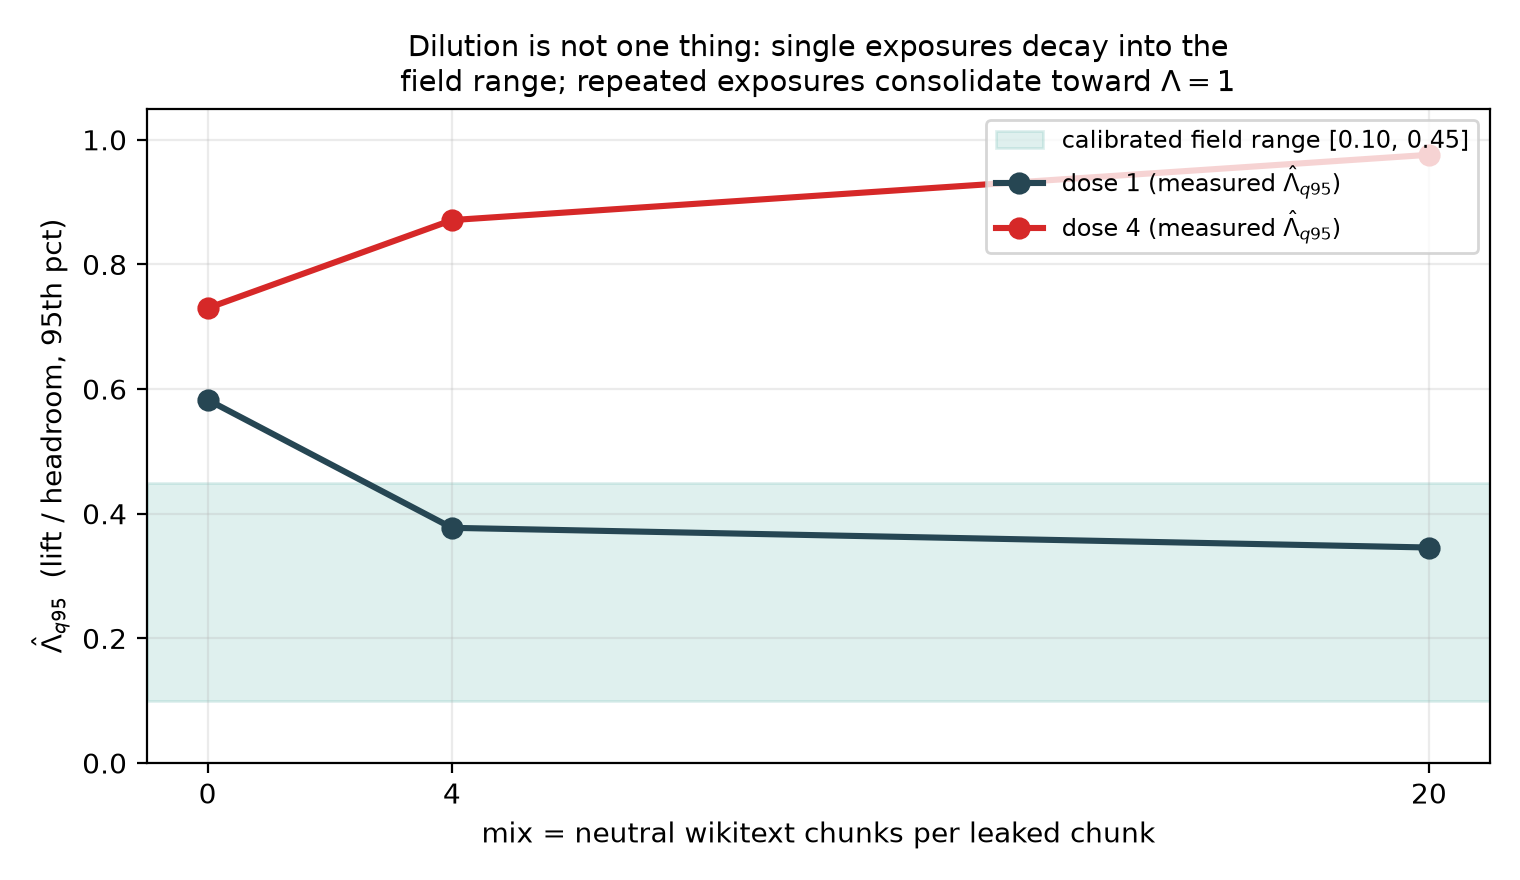 Dilution is not one thing: single exposures decay into the
field range; repeated exposures consolidate toward Λ = 1
calibrated field range [0.10, 0.45]
dose 1 (measured Λ̂q95)
dose 4 (measured Λ̂q95)
Λ̂q95 (lift / headroom, 95th pct)
1.0
0.8
0.6
0.4
0.2
0.0
0 4 20
mix = neutral wikitext chunks per leaked chunk